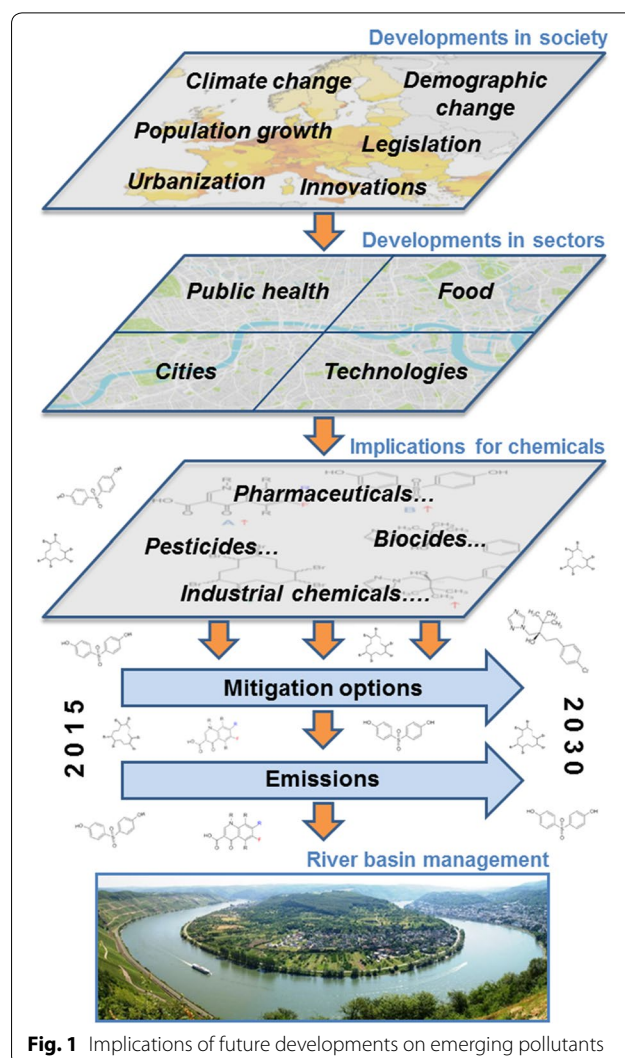 Developments in society
Climate change
Demographic
change
Population growth
Legislation
Urbanization
Innovations
Developments in sectors
Public health
Food
Cities
Technologies
Implications for chemicals
Pharmaceuticals...
Pesticides...
Biocides...
Industrial chemicals....
Mitigation options
2015
2030
Emissions
River basin management
Fig. 1 Implications of future developments on emerging pollutants